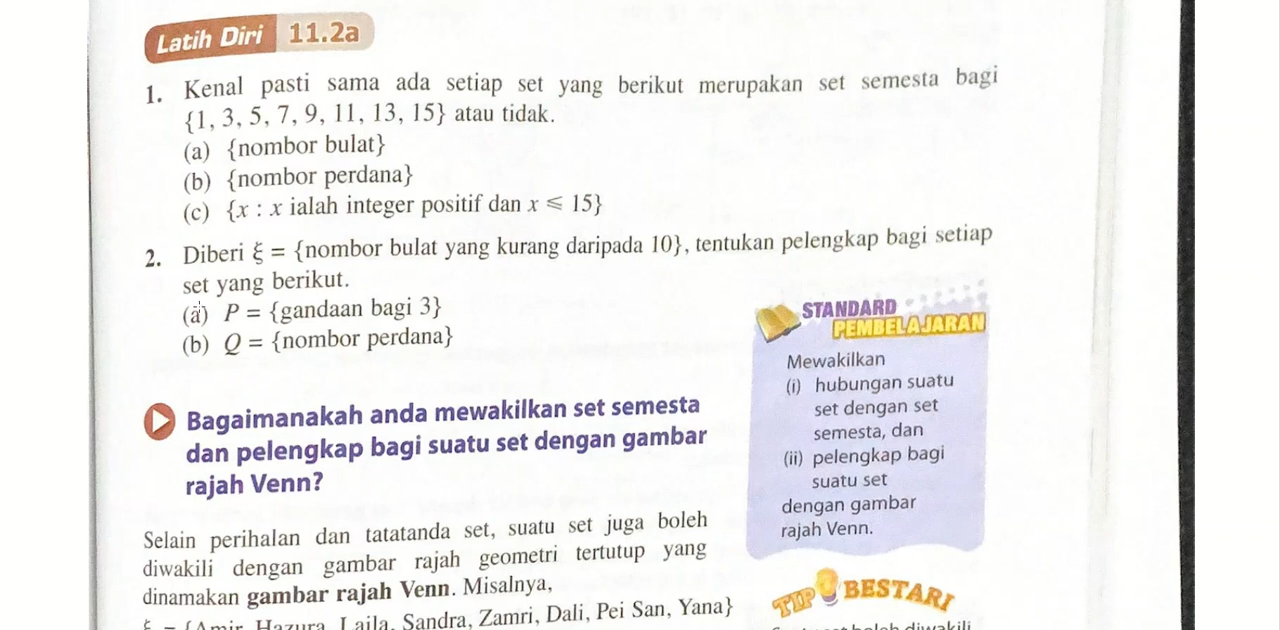 Latih Diri 11.2a
1. Kenal pasti sama ada setiap set yang berikut merupakan set semesta bagi
{1, 3, 5, 7, 9, 11, 13, 15} atau tidak.
(a) {nombor bulat}
(b) {nombor perdana}
(c) {x : x ialah integer positif dan x ⩽ 15}
2. Diberi ξ = {nombor bulat yang kurang daripada 10}, tentukan pelengkap bagi setiap
set yang berikut.
(a) P = {gandaan bagi 3}
(b) Q = {nombor perdana}
Bagaimanakah anda mewakilkan set semesta
dan pelengkap bagi suatu set dengan gambar
rajah Venn?
Selain perihalan dan tatatanda set, suatu set juga boleh
diwakili dengan gambar rajah geometri tertutup yang
dinamakan gambar rajah Venn. Misalnya,
ξ = {Amir, Hazura, Laila, Sandra, Zamri, Dali, Pei San, Yana}
STANDARD
PEMBELAJARAN
Mewakilkan
(i) hubungan suatu
set dengan set
semesta, dan
(ii) pelengkap bagi
suatu set
dengan gambar
rajah Venn.
TIP BESTARI
boleh diwakili